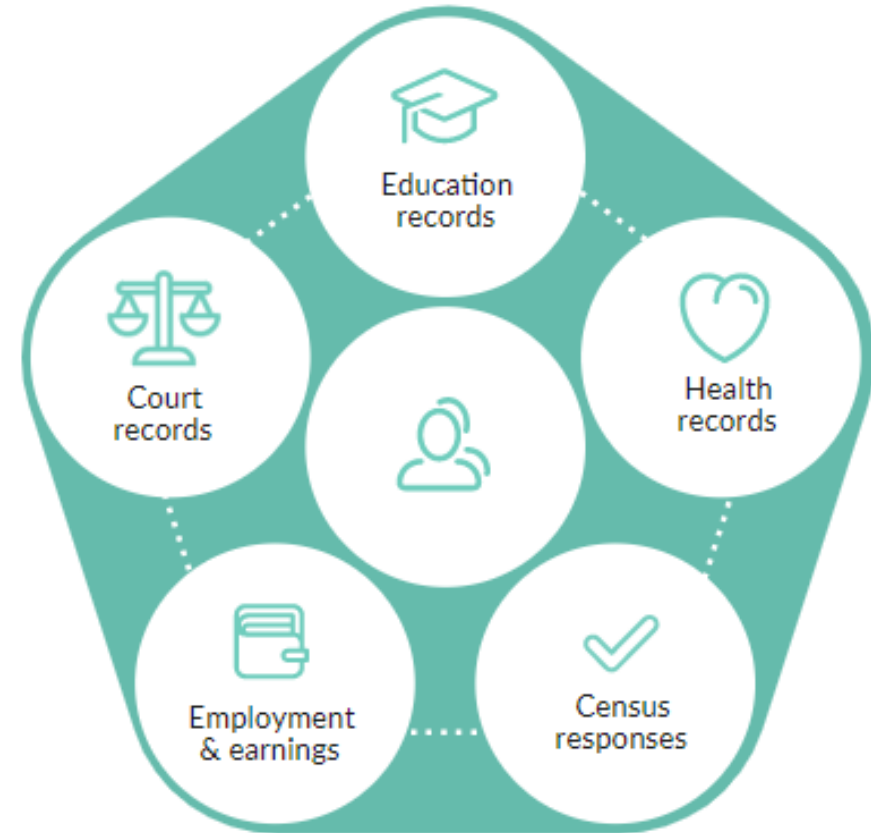 Education
records
Court
records
Health
records
Employment
& earnings
Census
responses